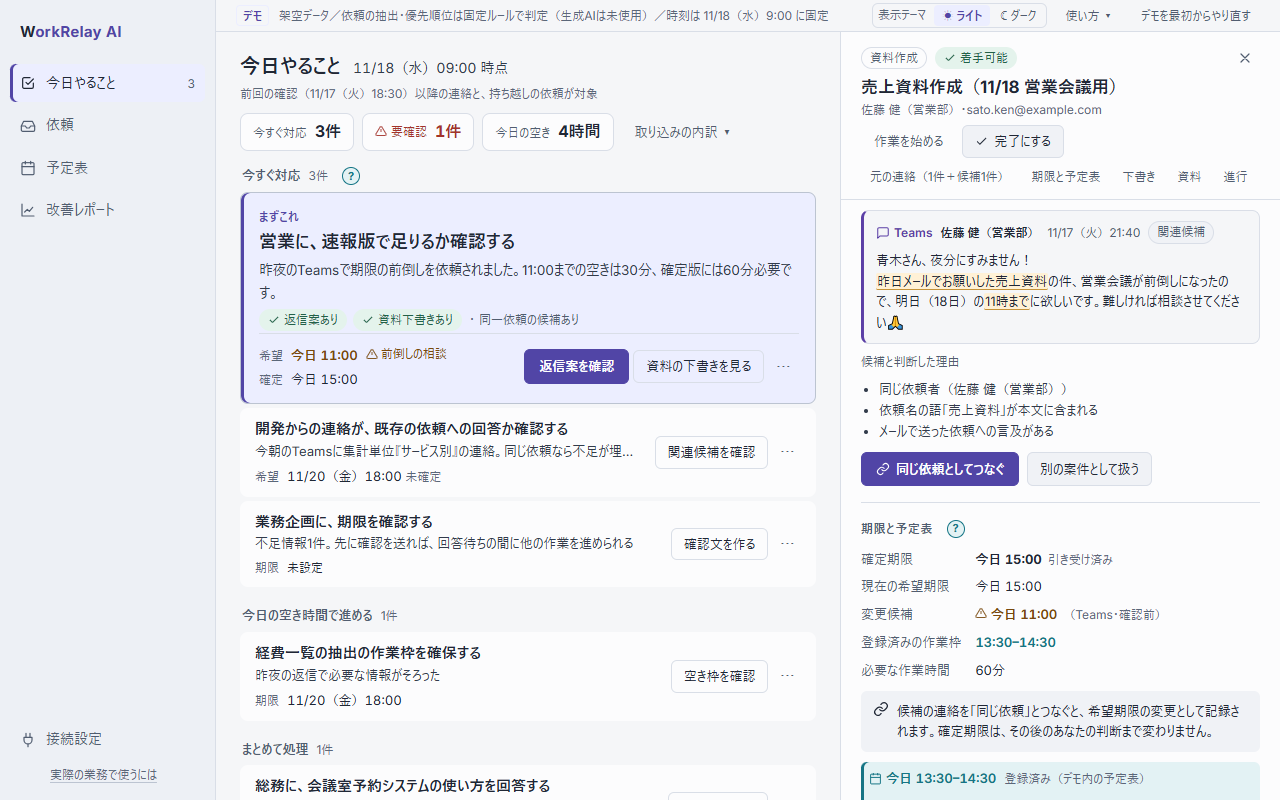 WorkRelay AI
今日やること 3
依頼
予定表
改善レポート
接続設定
実際の業務で使うには
デモ 架空データ／依頼の抽出・優先順位は固定ルールで判定（生成AIは未使用）／時刻は 11/18（水）9:00 に固定
表示テーマ ライト ダーク 使い方 ▾ デモを最初からやり直す
今日やること 11/18（水）09:00 時点
前回の確認（11/17（火）18:30）以降の連絡と、持ち越しの依頼が対象
今すぐ対応 3件 要確認 1件 今日の空き 4時間 取り込みの内訳 ▾
今すぐ対応 3件 ?
まずこれ
営業に、速報版で足りるか確認する
昨夜のTeamsで期限の前倒しを依頼されました。11:00までの空きは30分、確定版には60分必要で
す。
返信案あり 資料下書きあり ・同一依頼の候補あり
希望 今日 11:00 前倒しの相談
確定 今日 15:00
返信案を確認 資料の下書きを見る …
開発からの連絡が、既存の依頼への回答か確認する
今朝のTeamsに集計単位『サービス別』の連絡。同じ依頼なら不足が埋…
希望 11/20（金）18:00 未確定
関連候補を確認 …
業務企画に、期限を確認する
不足情報1件。先に確認を送れば、回答待ちの間に他の作業を進められる
期限 未設定
確認文を作る …
今日の空き時間で進める 1件
経費一覧の抽出の作業枠を確保する
昨夜の返信で必要な情報がそろった
期限 11/20（金）18:00
空き枠を確認 …
まとめて処理 1件
総務に、会議室予約システムの使い方を回答する
資料作成 着手可能
売上資料作成（11/18 営業会議用）
佐藤 健（営業部）・sato.ken@example.com
作業を始める 完了にする
元の連絡（1件＋候補1件） 期限と予定表 下書き 資料 進行
Teams 佐藤 健（営業部） 11/17（火）21:40 関連候補
青木さん、夜分にすみません！
昨日メールでお願いした売上資料の件、営業会議が前倒しになったの
で、明日（18日）の11時までに欲しいです。難しければ相談させてくださ
い🙏
候補と判断した理由
• 同じ依頼者（佐藤 健（営業部））
• 依頼名の語「売上資料」が本文に含まれる
• メールで送った依頼への言及がある
同じ依頼としてつなぐ 別の案件として扱う
期限と予定表 ?
確定期限 今日 15:00 引き受け済み
現在の希望期限 今日 15:00
変更候補 今日 11:00 （Teams・確認前）
登録済みの作業枠 13:30–14:30
必要な作業時間 60分
候補の連絡を「同じ依頼」とつなぐと、希望期限の変更として記録さ
れます。確定期限は、その後のあなたの判断まで変わりません。
今日 13:30–14:30 登録済み（デモ内の予定表）